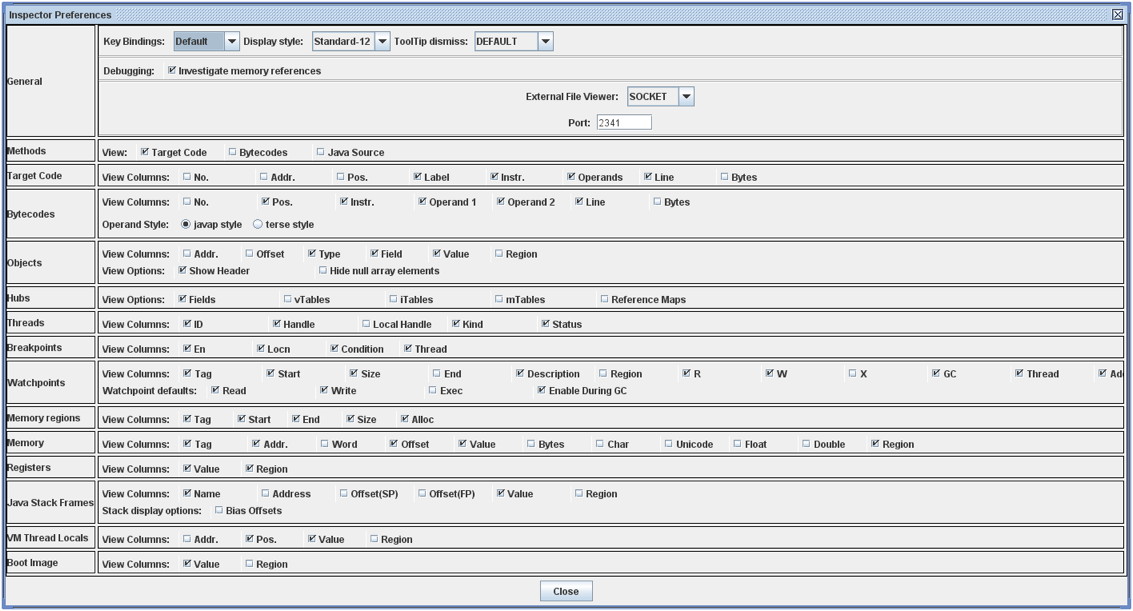 Inspector Preferences
General
Key Bindings: Default Display style: Standard-12 ToolTip dismiss: DEFAULT
Debugging: Investigate memory references
External File Viewer: SOCKET
Port: 2341
Methods View: Target Code Bytecodes Java Source
Target Code View Columns: No. Addr. Pos. Label Instr. Operands Line Bytes
Bytecodes
View Columns: No. Pos. Instr. Operand 1 Operand 2 Line Bytes
Operand Style: javap style terse style
Objects
View Columns: Addr. Offset Type Field Value Region
View Options: Show Header Hide null array elements
Hubs View Options: Fields vTables iTables mTables Reference Maps
Threads View Columns: ID Handle Local Handle Kind Status
Breakpoints View Columns: En Locn Condition Thread
Watchpoints
View Columns: Tag Start Size End Description Region R W X GC Thread
Watchpoint defaults: Read Write Exec Enable During GC
Memory regions View Columns: Tag Start End Size Alloc
Memory View Columns: Tag Addr. Word Offset Value Bytes Char Unicode Float Double Region
Registers View Columns: Value Region
Java Stack Frames
View Columns: Name Address Offset(SP) Offset(FP) Value Region
Stack display options: Bias Offsets
VM Thread Locals View Columns: Addr. Pos. Value Region
Boot Image View Columns: Value Region
Close